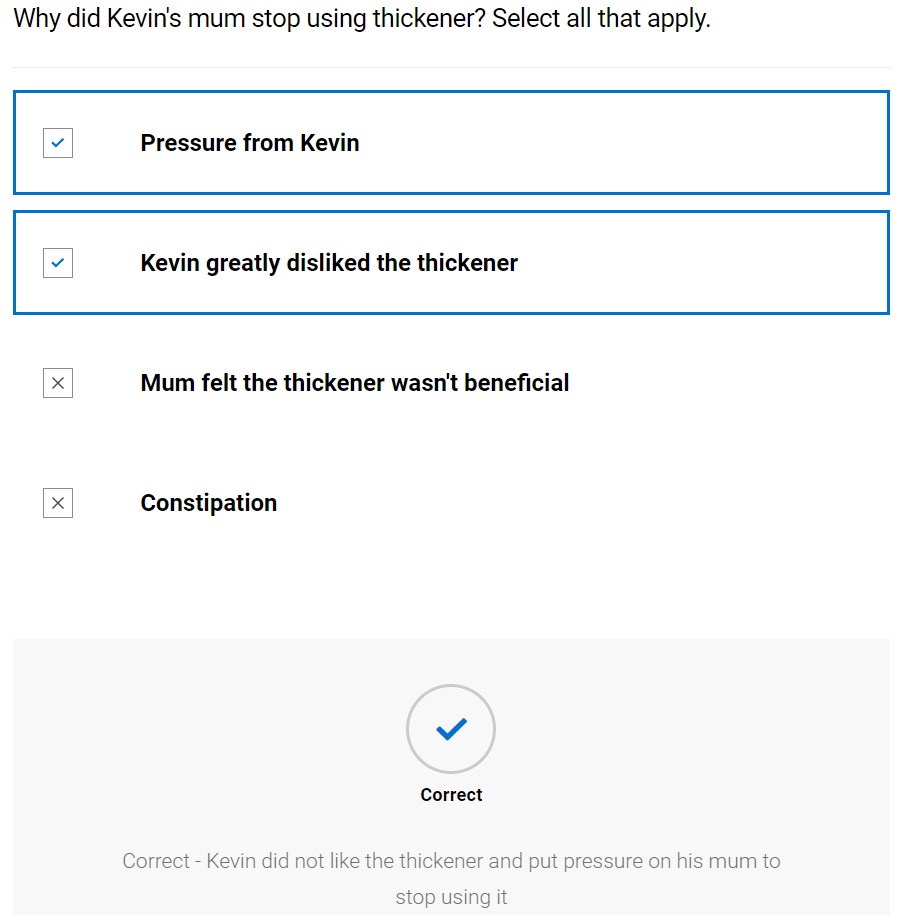 Why did Kevin's mum stop using thickener? Select all that apply.
Pressure from Kevin
Kevin greatly disliked the thickener
Mum felt the thickener wasn't beneficial
Constipation
Correct
Correct - Kevin did not like the thickener and put pressure on his mum to
stop using it